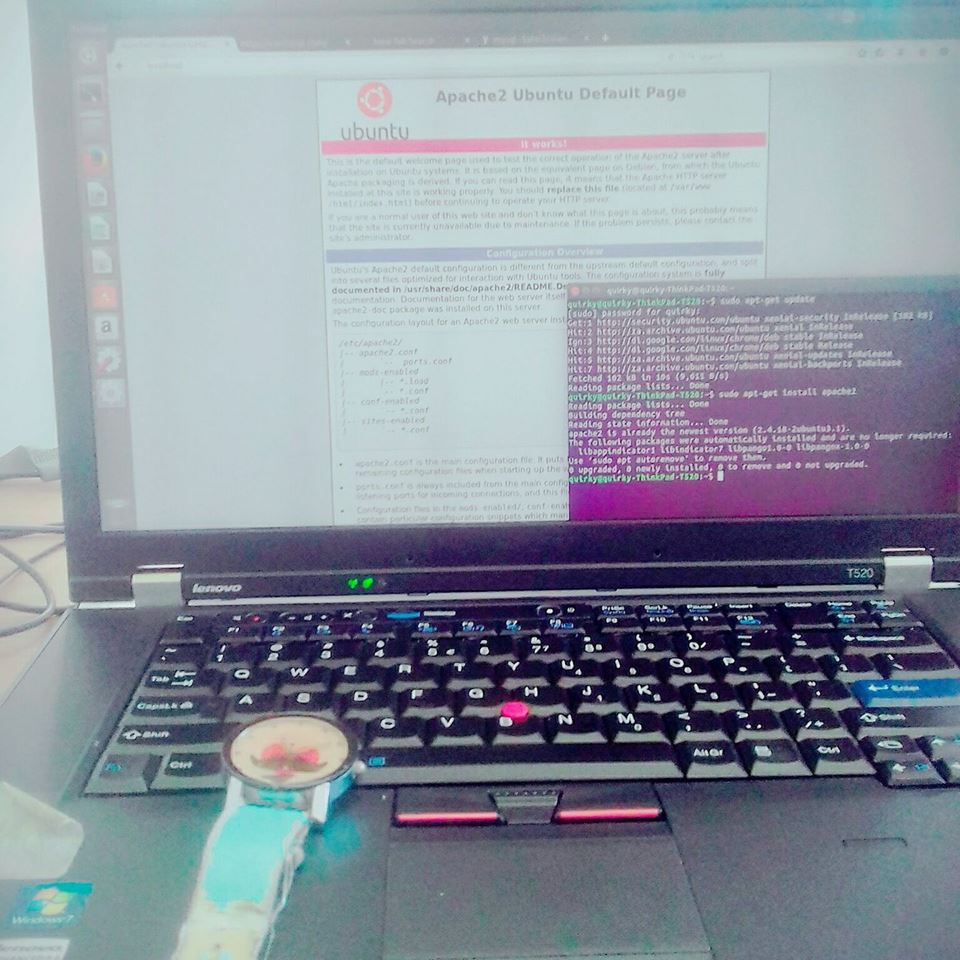 Apache2 Ubuntu Default Page
ubuntu
It works!
This is the default welcome page used to test the correct operation of the Apache2 server after
installation on Ubuntu systems. It is based on the equivalent page on Debian, from which the Ubuntu
Apache packaging is derived. If you can read this page, it means that the Apache HTTP server
installed at this site is working properly. You should replace this file (located at /var/www
/html/index.html) before continuing to operate your HTTP server.
If you are a normal user of this web site and don't know what this page is about, this probably means
that the site is currently unavailable due to maintenance. If the problem persists, please contact the
site's administrator.
Configuration Overview
Ubuntu's Apache2 default configuration is different from the upstream default configuration, and split
into several files optimized for interaction with Ubuntu tools. The configuration system is fully
documented in /usr/share/doc/apache2/README.De
documentation. Documentation for the web server itself
apache2-doc package was installed on this server.
The configuration layout for an Apache2 web server inst
/etc/apache2/
|-- apache2.conf
|       `-- ports.conf
|-- mods-enabled
|       |-- *.load
|       `-- *.conf
|-- conf-enabled
|       `-- *.conf
|-- sites-enabled
|       `-- *.conf
apache2.conf is the main configuration file. It puts
remaining configuration files when starting up the w
ports.conf is always included from the main config
listening ports for incoming connections, and this fi
Configuration files in the mods-enabled/, conf-enab
contain particular configuration snippets which man
quirky@quirky-ThinkPad-T520: ~
quirky@quirky-ThinkPad-T520:~$ sudo apt-get update
[sudo] password for quirky:
Get:1 http://security.ubuntu.com/ubuntu xenial-security InRelease [102 kB]
Hit:2 http://za.archive.ubuntu.com/ubuntu xenial InRelease
Ign:3 http://dl.google.com/linux/chrome/deb stable InRelease
Hit:4 http://dl.google.com/linux/chrome/deb stable Release
Hit:5 http://za.archive.ubuntu.com/ubuntu xenial-updates InRelease
Hit:7 http://za.archive.ubuntu.com/ubuntu xenial-backports InRelease
Fetched 102 kB in 10s (9,615 B/s)
Reading package lists... Done
quirky@quirky-ThinkPad-T520:~$ sudo apt-get install apache2
Reading package lists... Done
Building dependency tree
Reading state information... Done
apache2 is already the newest version (2.4.18-2ubuntu3.1).
The following packages were automatically installed and are no longer required:
libappindicator1 libindicator7 libpango1.0-0 libpangox-1.0-0
Use 'sudo apt autoremove' to remove them.
0 upgraded, 0 newly installed, 0 to remove and 0 not upgraded.
quirky@quirky-ThinkPad-T520:~$
lenovo
T520
Esc
F1 F7 F9 F10 F11 F12
Tab Q W E R T Y U I O P
CapsLk A S D F G H J K L Enter
Shift C V B N M Shift
Ctrl AltGr Ctrl
Windows 7